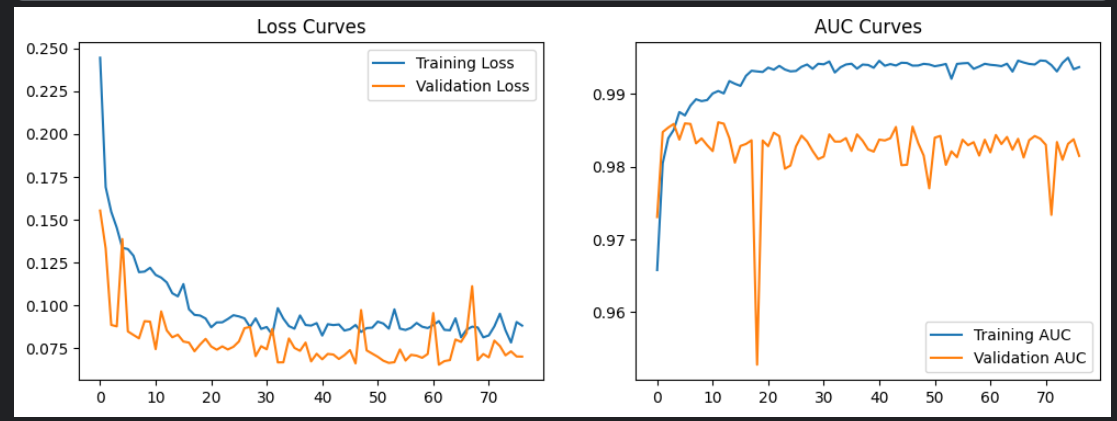 Loss Curves
0.250
0.225
0.200
0.175
0.150
0.125
0.100
0.075
0 10 20 30 40 50 60 70
Training Loss
Validation Loss
AUC Curves
0.99
0.98
0.97
0.96
0 10 20 30 40 50 60 70
Training AUC
Validation AUC